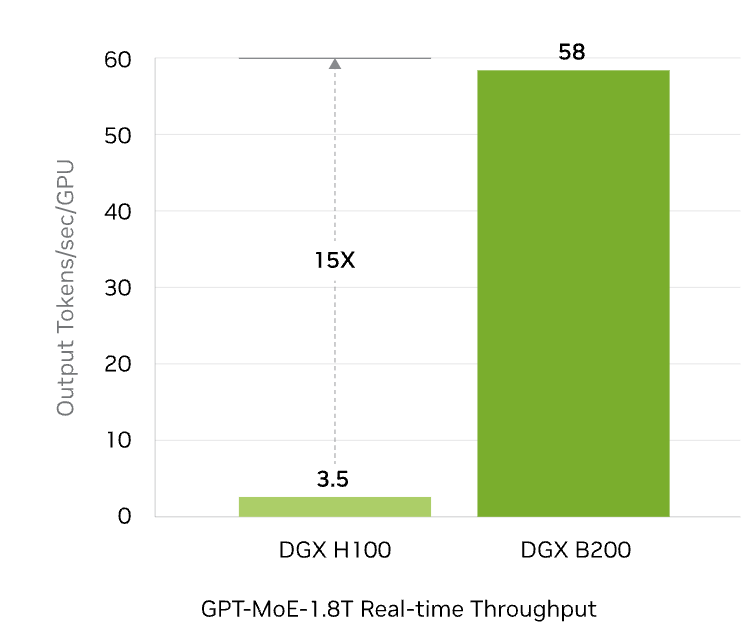 Output Tokens/sec/GPU
60
50
40
30
20
10
0
15X
3.5
58
DGX H100
DGX B200
GPT-MoE-1.8T Real-time Throughput